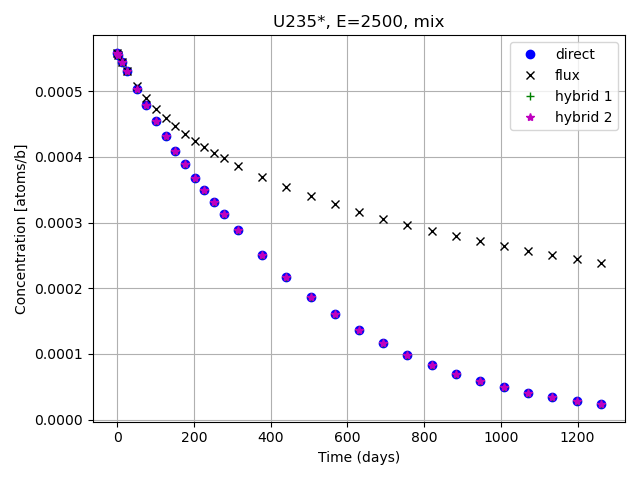 U235*, E=2500, mix
direct
flux
hybrid 1
hybrid 2
Concentration [atoms/b]
0.0005
0.0004
0.0003
0.0002
0.0001
0.0000
0 200 400 600 800 1000 1200
Time (days)